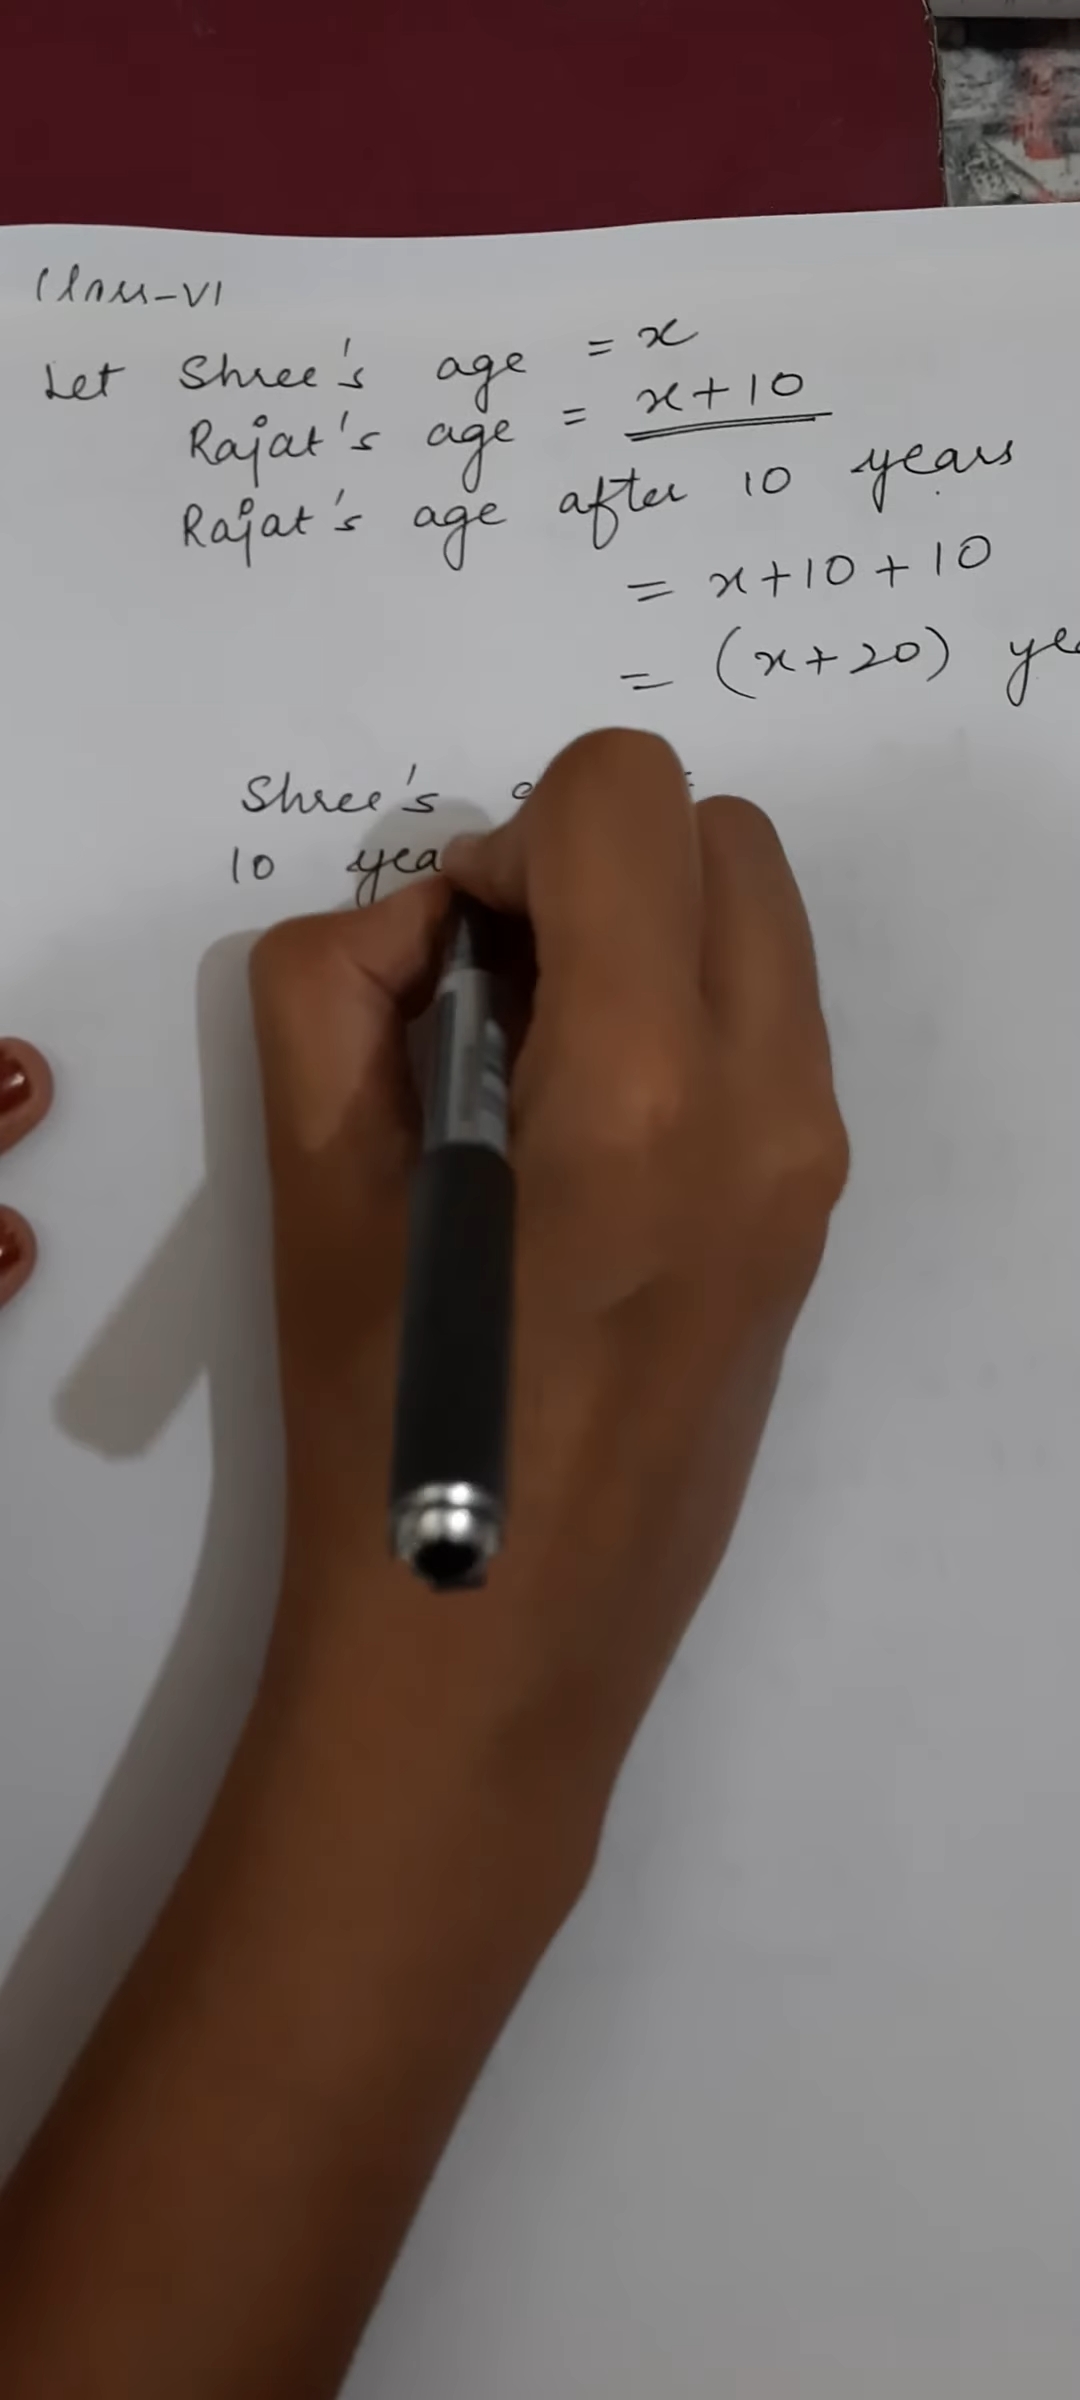 Class-VI
Let Shree's age = x
Rajat's age = x+10
Rajat's age after 10 years
= x+10+10
= (x+20)
Shree's
10